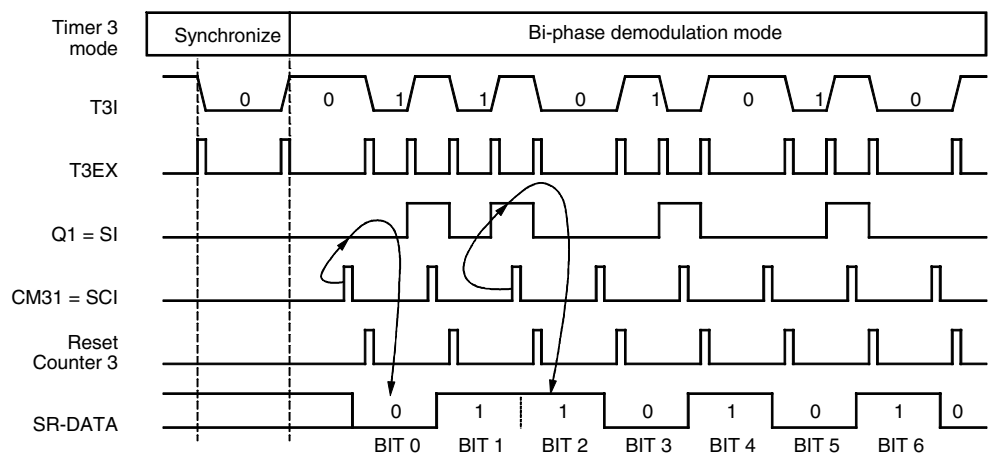 Timer 3
mode
Synchronize
Bi-phase demodulation mode
T3I
0 0 1 1 0 1 0 1 0
T3EX
Q1 = SI
CM31 = SCI
Reset
Counter 3
SR-DATA
0 1 1 0 1 0 1 0
BIT 0 BIT 1 BIT 2 BIT 3 BIT 4 BIT 5 BIT 6